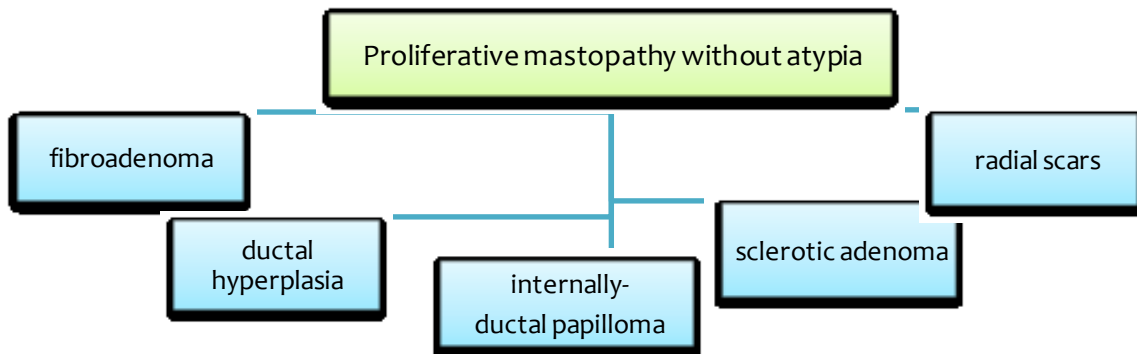 Proliferative mastopathy without atypia
fibroadenoma
radial scars
ductal
hyperplasia
sclerotic adenoma
internally-
ductal papilloma